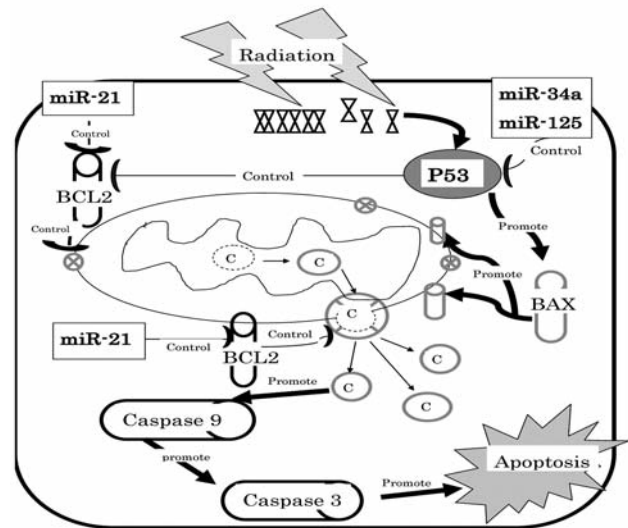 Radiation
miR-21
miR-34a
miR-125
Control
Control
P53
Control
BCL2
Control
Promote
C
C
Promote
BAX
C
miR-21
Control
BCL2
Control
C
C
C
Promote
Caspase 9
promote
Caspase 3
Promote
Apoptosis